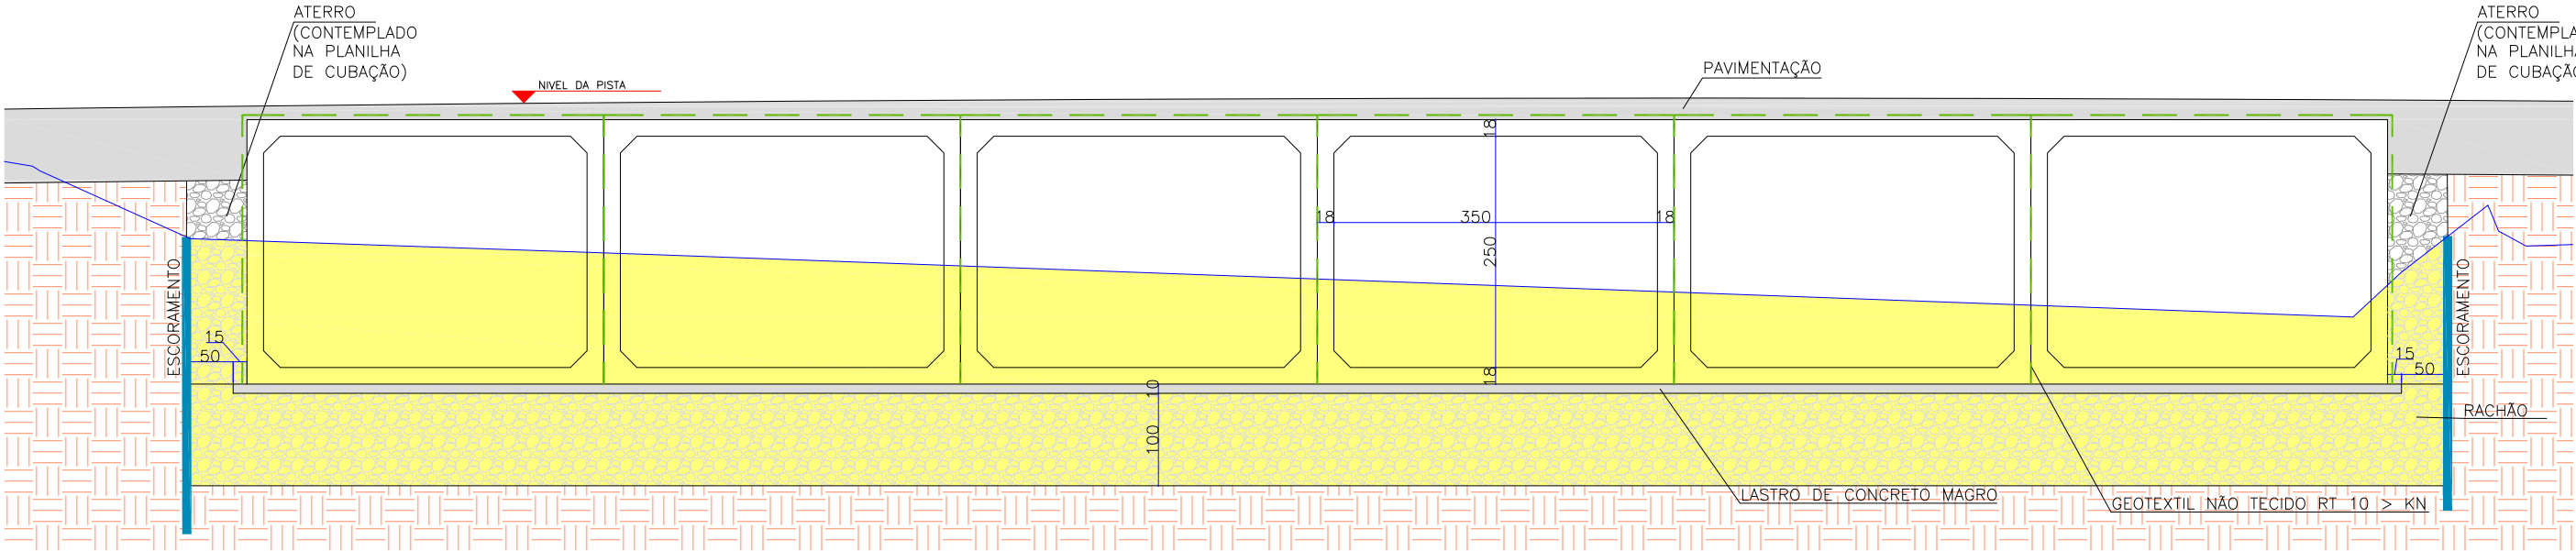 ATERRO
(CONTEMPLADO
NA PLANILHA
DE CUBAÇÃO)
NIVEL DA PISTA
PAVIMENTAÇÃO
ATERRO
(CONTEMPLA
NA PLANILHA
DE CUBAÇÃO
18
18
350
18
250
18
ESCORAMENTO
15
50
10
100
ESCORAMENTO
15
50
RACHÃO
LASTRO DE CONCRETO MAGRO
GEOTEXTIL NÃO TECIDO RT 10 > KN